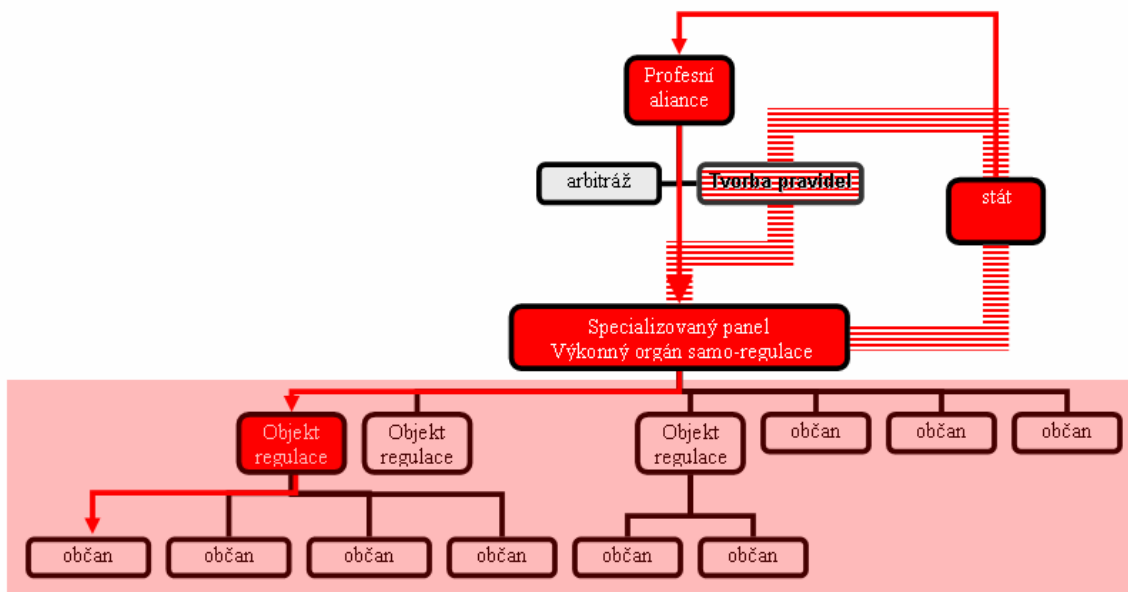 Profesní
aliance
arbitráž
Tvorba pravidel
stát
Specializovaný panel
Výkonný orgán samo-regulace
Objekt
regulace
Objekt
regulace
Objekt
regulace
občan
občan
občan
občan
občan
občan
občan
občan
občan